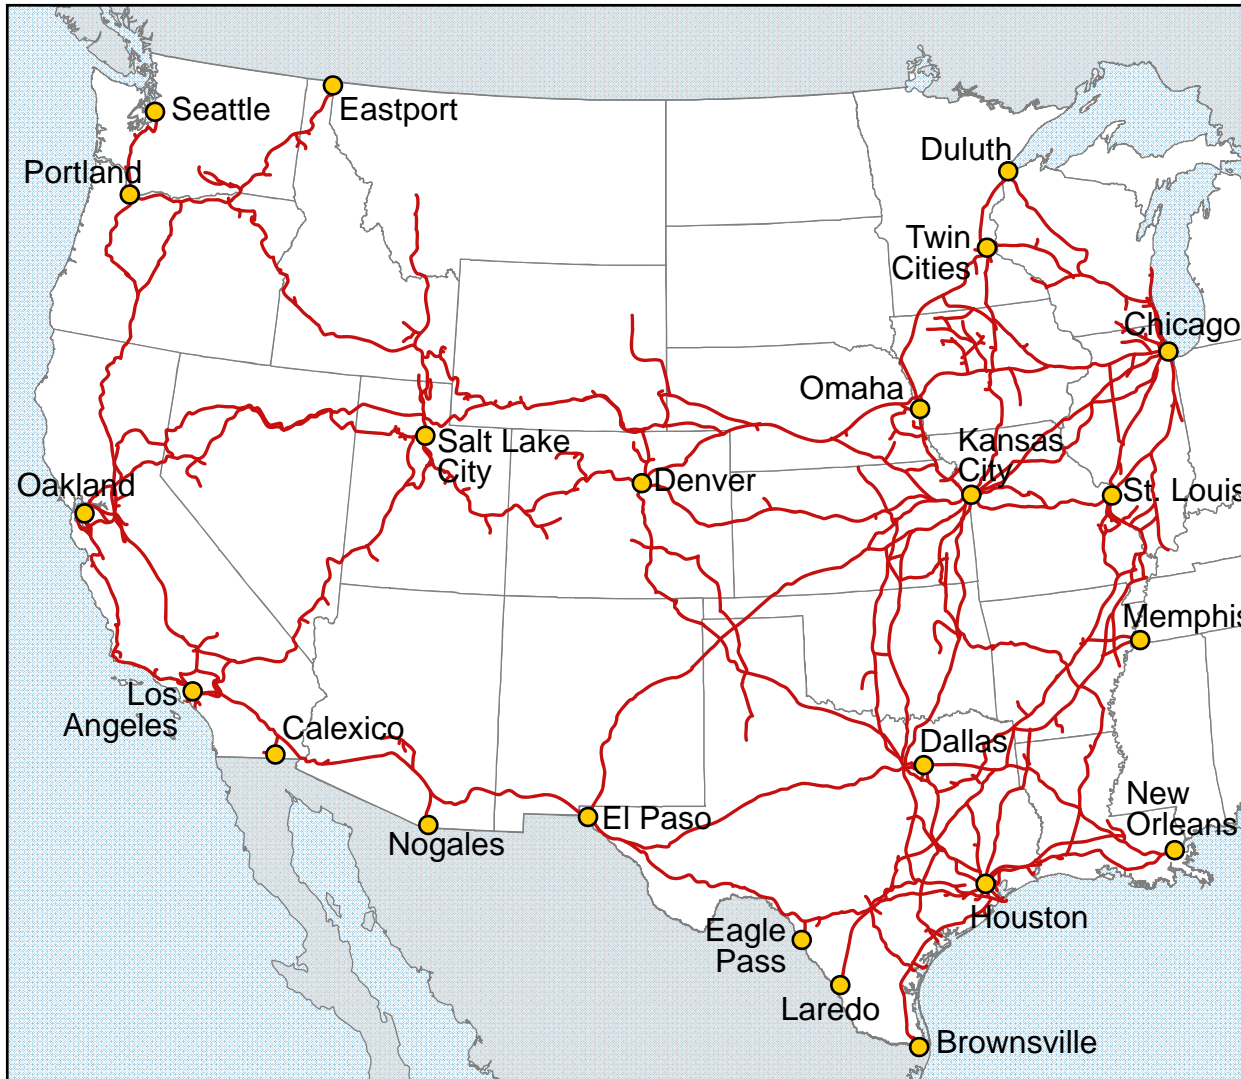 Seattle
Eastport
Portland
Duluth
Twin
Cities
Chicago
Omaha
Salt Lake
City
Kansas
City
Oakland
Denver
St. Louis
Memphis
Los
Angeles
Calexico
Dallas
New
Orleans
El Paso
Nogales
Houston
Eagle
Pass
Laredo
Brownsville